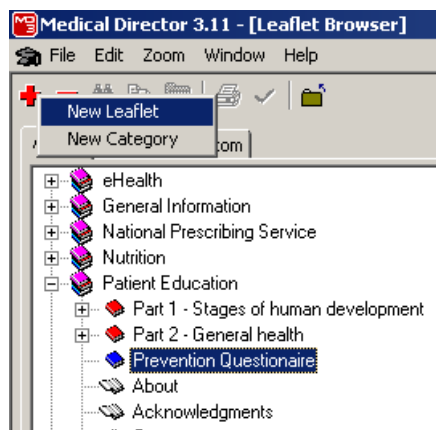 Medical Director 3.11 - [Leaflet Browser]
File Edit Zoom Window Help
New Leaflet
New Category
eHealth
General Information
National Prescribing Service
Nutrition
Patient Education
Part 1 - Stages of human development
Part 2 - General health
Prevention Questionaire
About
Acknowledgments